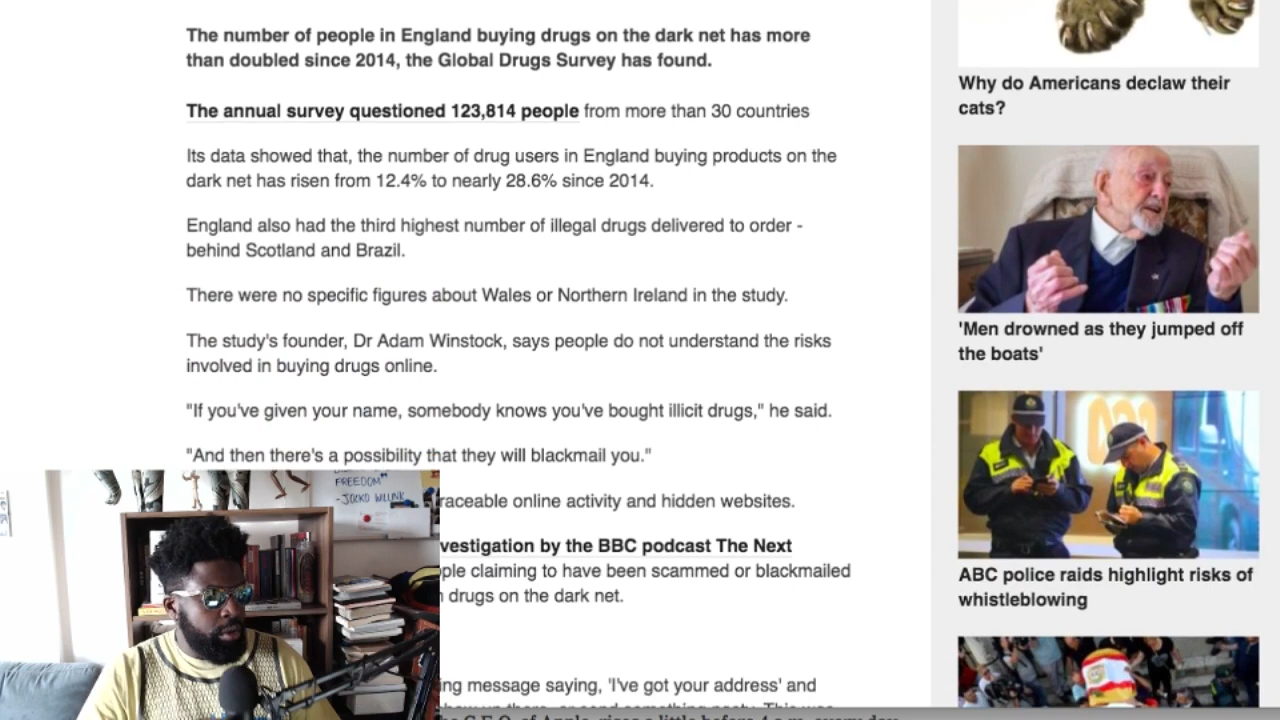 The number of people in England buying drugs on the dark net has more
than doubled since 2014, the Global Drugs Survey has found.
The annual survey questioned 123,814 people from more than 30 countries
Its data showed that, the number of drug users in England buying products on the
dark net has risen from 12.4% to nearly 28.6% since 2014.
England also had the third highest number of illegal drugs delivered to order -
behind Scotland and Brazil.
There were no specific figures about Wales or Northern Ireland in the study.
The study's founder, Dr Adam Winstock, says people do not understand the risks
involved in buying drugs online.
"If you've given your name, somebody knows you've bought illicit drugs," he said.
"And then there's a possibility that they will blackmail you."
raceable online activity and hidden websites.
vestigation by the BBC podcast The Next
ple claiming to have been scammed or blackmailed
drugs on the dark net.
ing message saying, 'I've got your address' and
C.E.O. of Apple, rises a little before 4 a.m. every day
FREEDOM"
-JOCKO WILLINK
Why do Americans declaw their
cats?
'Men drowned as they jumped off
the boats'
ABC police raids highlight risks of
whistleblowing